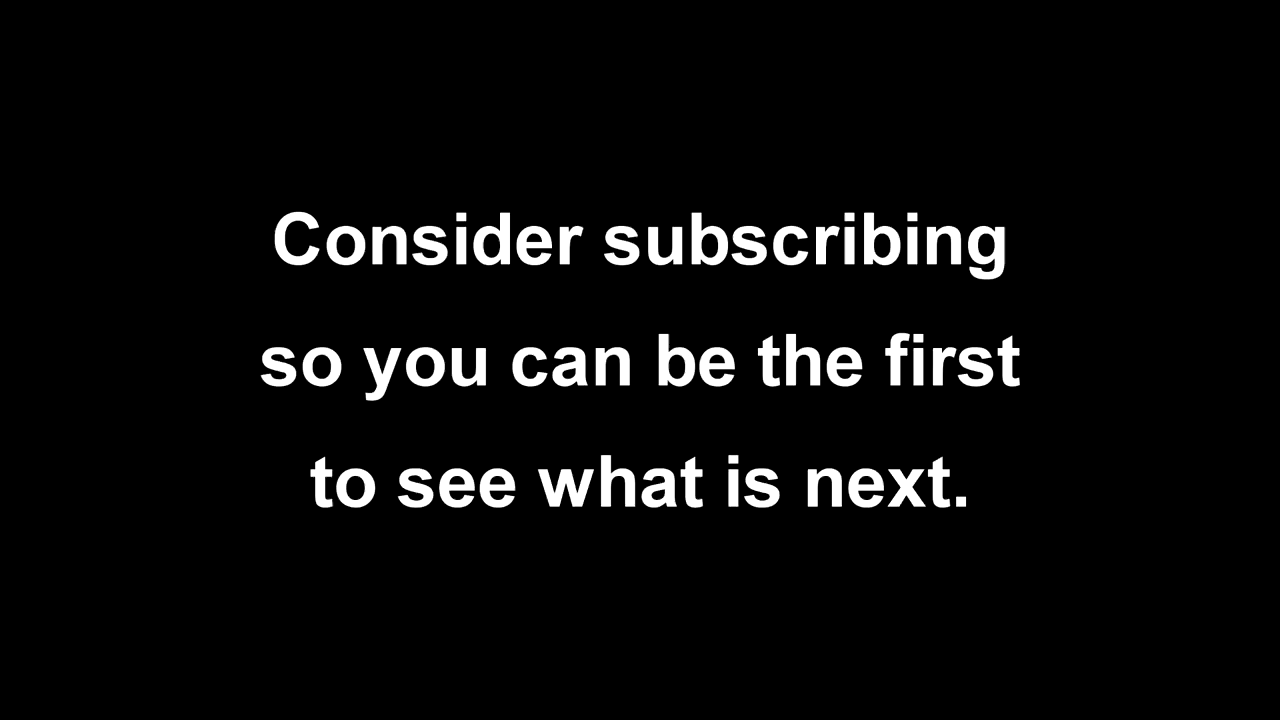 Consider subscribing
so you can be the first
to see what is next.